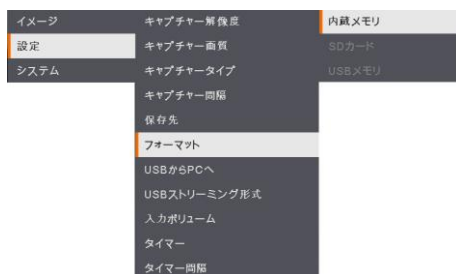 イメージ
設定
システム
キャプチャー解像度
キャプチャー画質
キャプチャータイプ
キャプチャー間隔
保存先
フォーマット
USBからPCへ
USBストリーミング形式
入力ボリューム
タイマー
タイマー間隔
内蔵メモリ
SDカード
USBメモリ